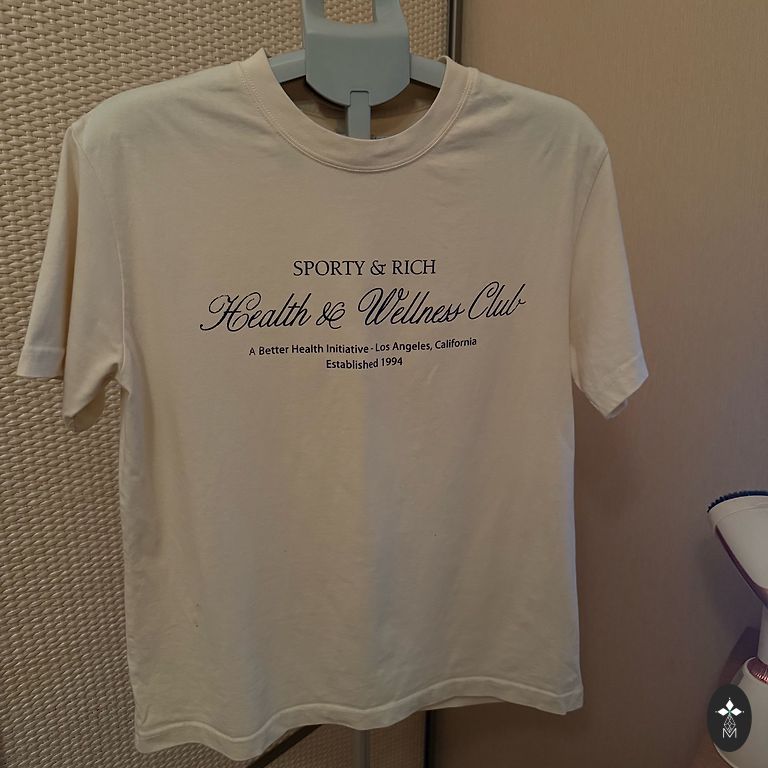 SPORTY & RICH
Health & Wellness Club
A Better Health Initiative - Los Angeles, California
Established 1994
M